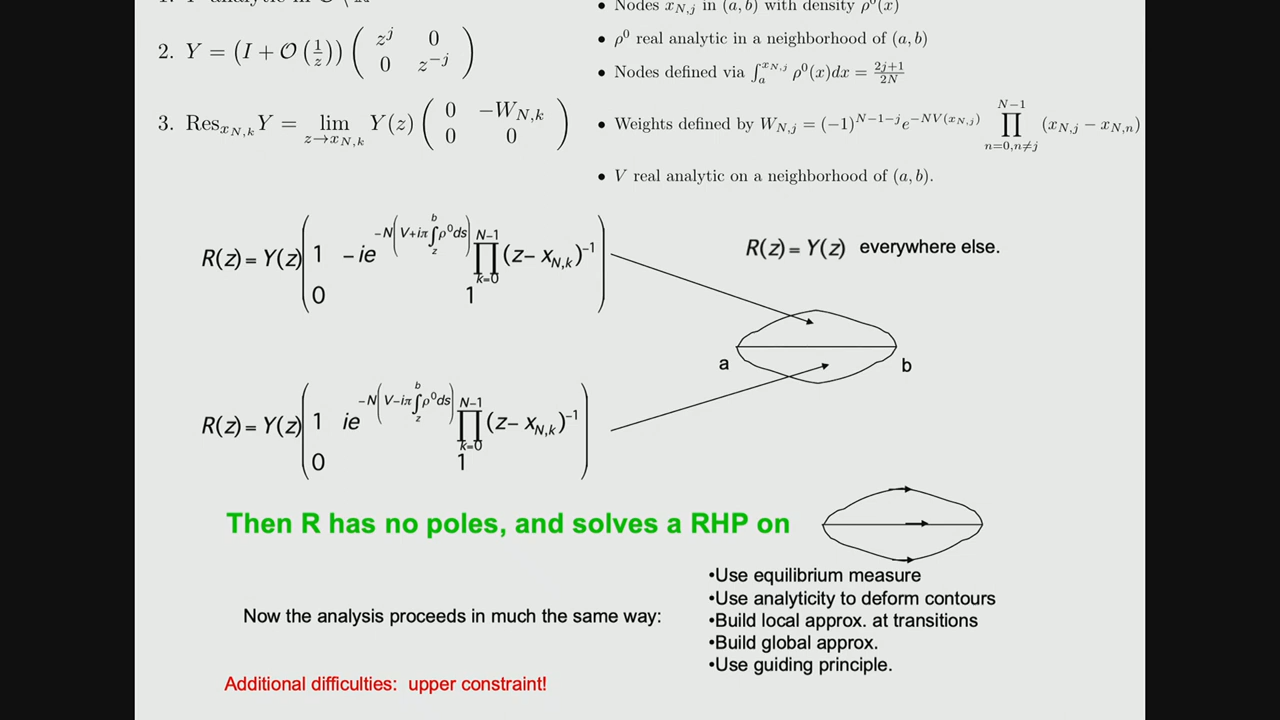 • Nodes x_{N,j} in (a, b) with density ρ^0(x)
2. Y = (I + O(1/z)) ( z^j 0 ; 0 z^{-j} )
• ρ^0 real analytic in a neighborhood of (a, b)
• Nodes defined via ∫_a^{x_{N,j}} ρ^0(x)dx = (2j+1)/(2N)
3. Res_{x_{N,k}} Y = lim_{z→x_{N,k}} Y(z) ( 0 -W_{N,k} ; 0 0 )
• Weights defined by W_{N,j} = (-1)^{N-1-j} e^{-NV(x_{N,j})} ∏_{n=0,n≠j}^{N-1} (x_{N,j} - x_{N,n})
• V real analytic on a neighborhood of (a, b).
R(z) = Y(z) ( 1 -ie^{-N(V+iπ∫_z^b ρ^0 ds)} ∏_{k=0}^{N-1} (z - x_{N,k})^{-1} ; 0 1 )
R(z) = Y(z) everywhere else.
a b
R(z) = Y(z) ( 1 ie^{-N(V-iπ∫_z^b ρ^0 ds)} ∏_{k=0}^{N-1} (z - x_{N,k})^{-1} ; 0 1 )
Then R has no poles, and solves a RHP on
Now the analysis proceeds in much the same way:
•Use equilibrium measure
•Use analyticity to deform contours
•Build local approx. at transitions
•Build global approx.
•Use guiding principle.
Additional difficulties: upper constraint!